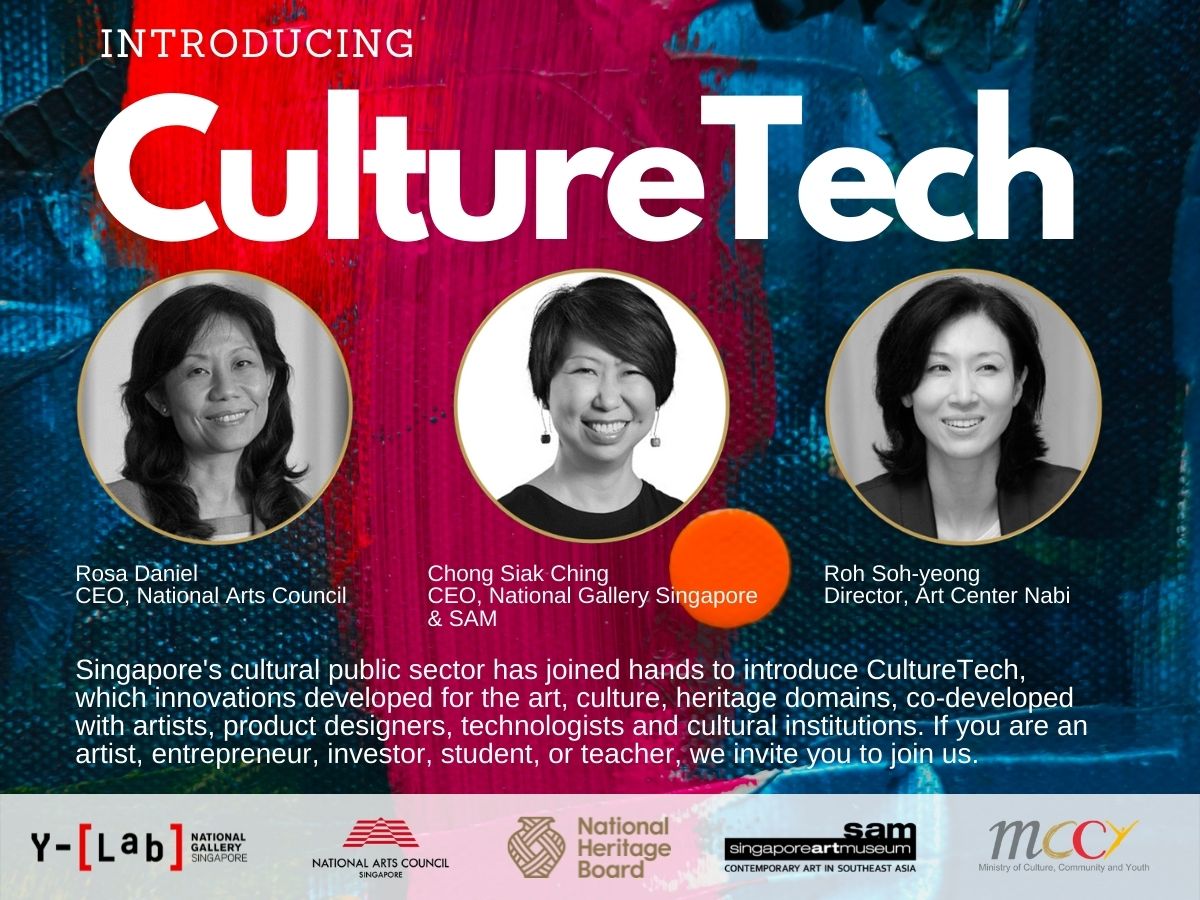 INTRODUCING
CultureTech
Rosa Daniel
CEO, National Arts Council
Chong Siak Ching
CEO, National Gallery Singapore
& SAM
Roh Soh-yeong
Director, Art Center Nabi
Singapore's cultural public sector has joined hands to introduce CultureTech,
which innovations developed for the art, culture, heritage domains, co-developed
with artists, product designers, technologists and cultural institutions. If you are an
artist, entrepreneur, investor, student, or teacher, we invite you to join us.
Y-[Lab]
NATIONAL
GALLERY
SINGAPORE
NATIONAL ARTS COUNCIL
SINGAPORE
National
Heritage
Board
sam
singaporeartmuseum
CONTEMPORARY ART IN SOUTHEAST ASIA
mccy
Ministry of Culture, Community and Youth